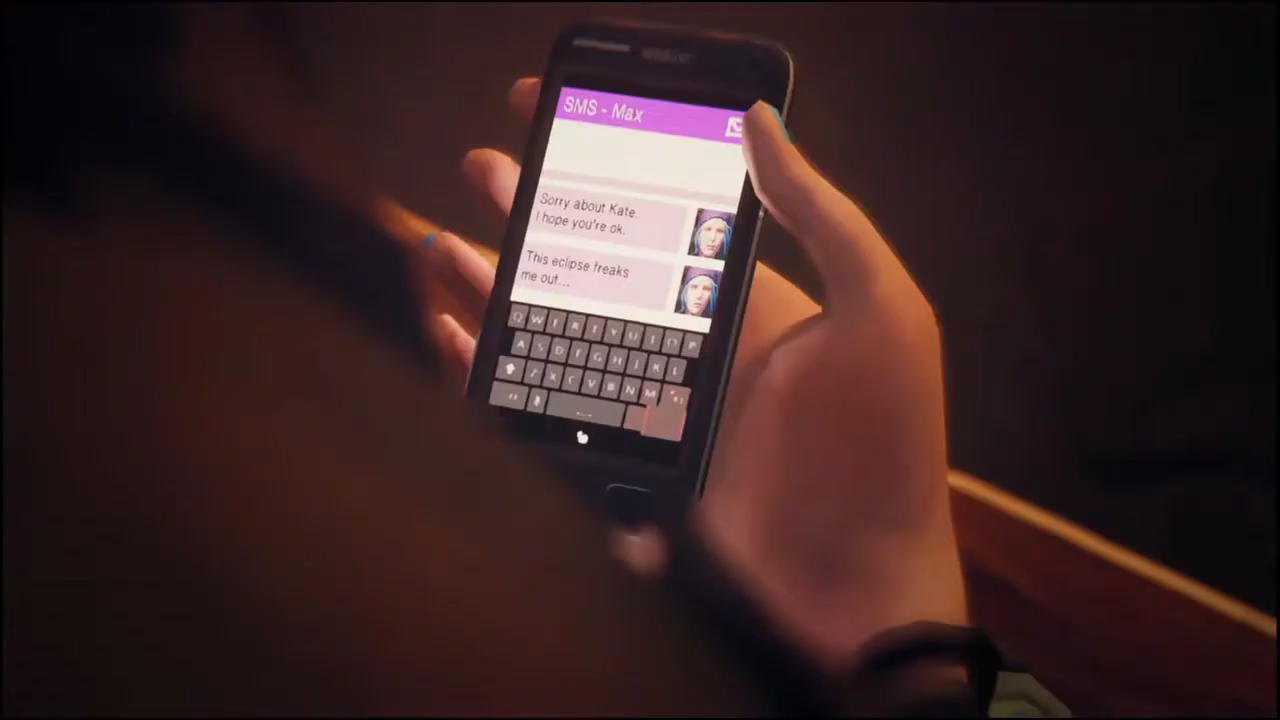 SMS - Max
Sorry about Kate.
I hope you're ok.
This eclipse freaks
me out...
Q W E R T Y U I O P
A S D F G H J K L
Z X C V B N M